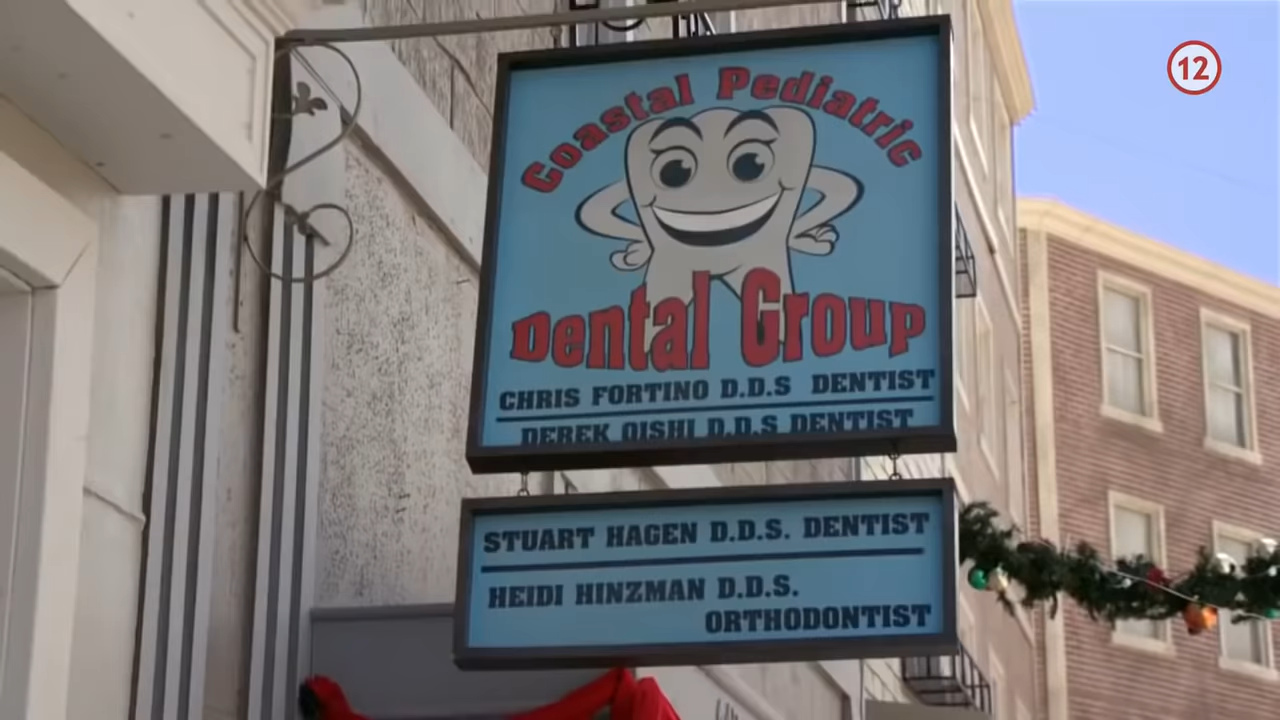 12
Coastal Pediatric
Dental Group
CHRIS FORTINO D.D.S DENTIST
DEREK OISHI D.D.S DENTIST
STUART HAGEN D.D.S. DENTIST
HEIDI HINZMAN D.D.S.
ORTHODONTIST